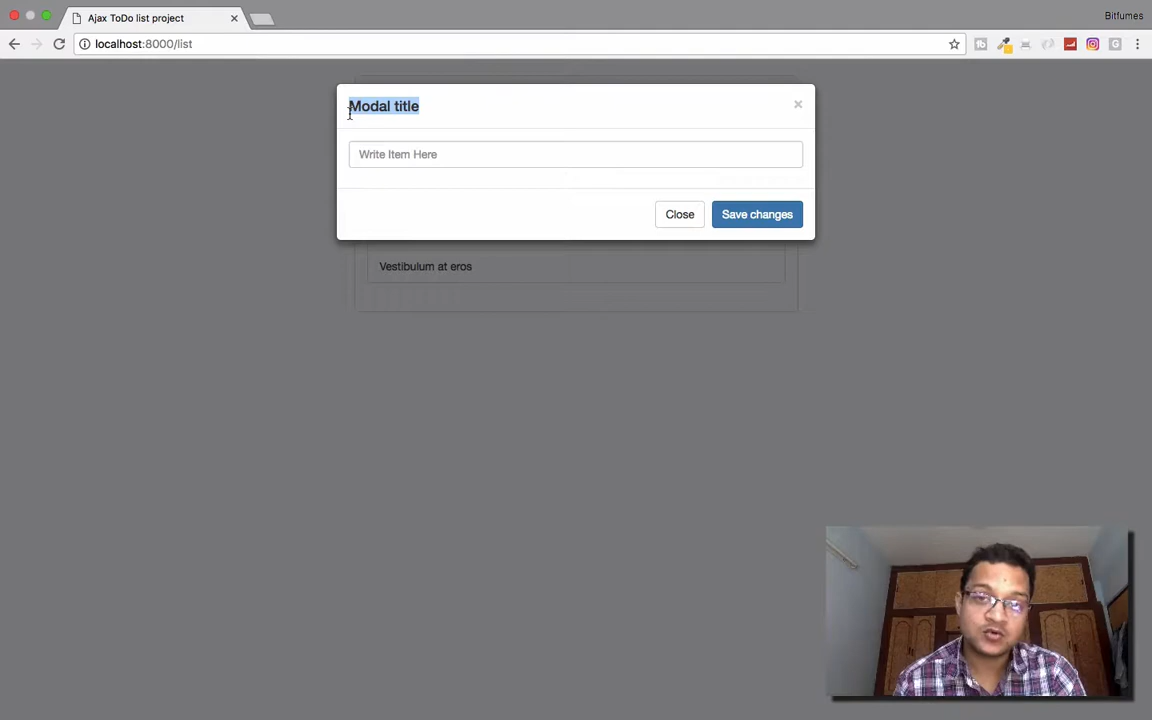 Ajax ToDo list project
Bitfumes
localhost:8000/list
Modal title
×
Write Item Here
Close
Save changes
Vestibulum at eros